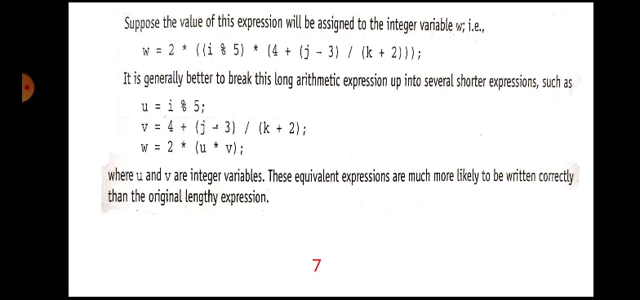 Suppose the value of this expression will be assigned to the integer variable w; i.e.,
w = 2 * ((i % 5) * (4 + (j - 3) / (k + 2)));
It is generally better to break this long arithmetic expression up into several shorter expressions, such as
u = i % 5;
v = 4 + (j - 3) / (k + 2);
w = 2 * (u * v);
where u and v are integer variables. These equivalent expressions are much more likely to be written correctly
than the original lengthy expression.
7